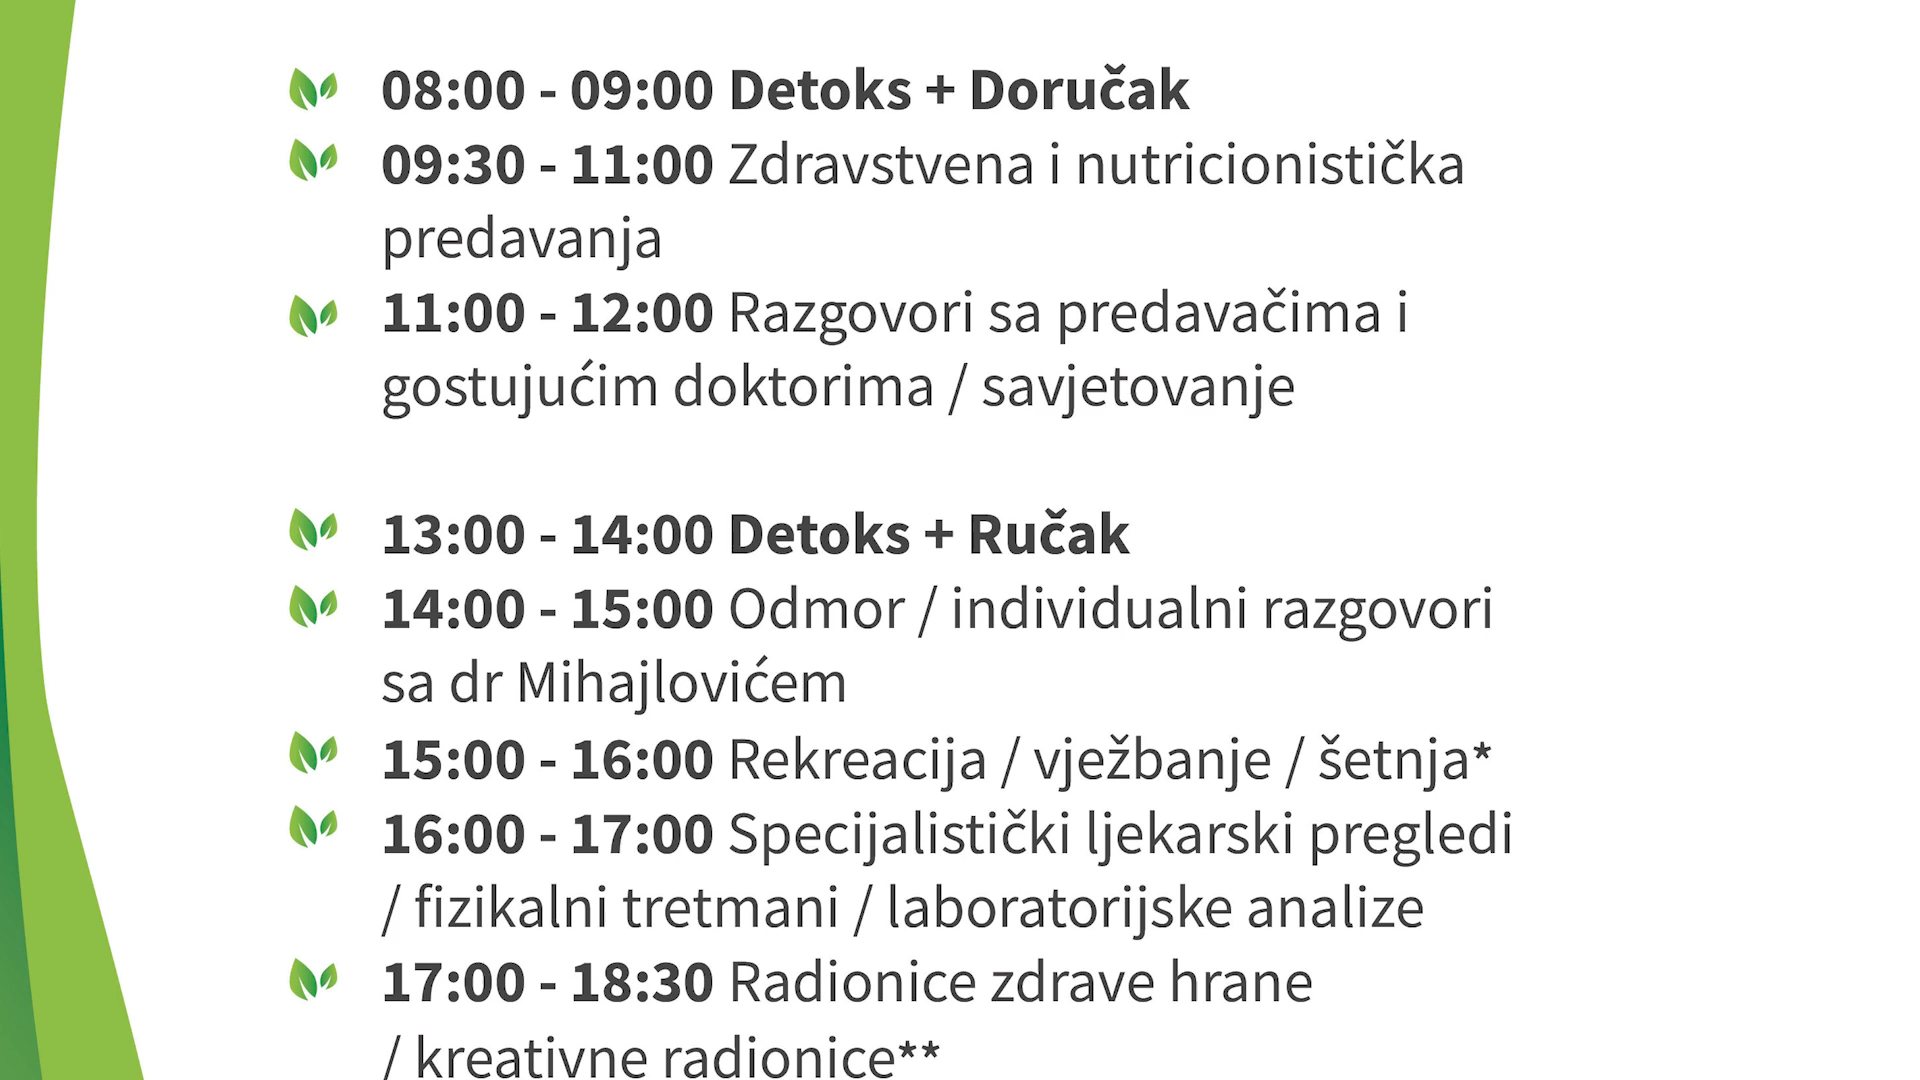 08:00 - 09:00 Detoks + Doručak
09:30 - 11:00 Zdravstvena i nutricionistička
predavanja
11:00 - 12:00 Razgovori sa predavačima i
gostujućim doktorima / savjetovanje
13:00 - 14:00 Detoks + Ručak
14:00 - 15:00 Odmor / individualni razgovori
sa dr Mihajlovićem
15:00 - 16:00 Rekreacija / vježbanje / šetnja*
16:00 - 17:00 Specijalistički ljekarski pregledi
/ fizikalni tretmani / laboratorijske analize
17:00 - 18:30 Radionice zdrave hrane
/ kreativne radionice**